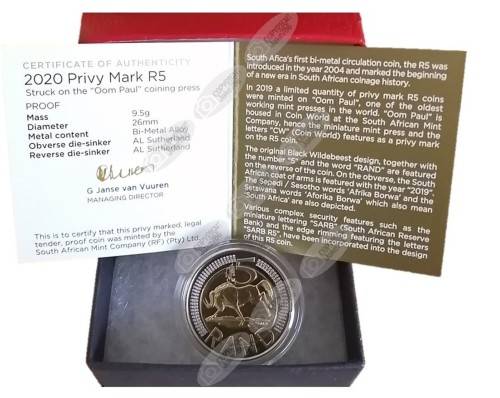 CERTIFICATE OF AUTHENTICITY
2020 Privy Mark R5
Struck on the "Oom Paul" coining press
PROOF
Mass 9.5g
Diameter 26mm
Metal content Bi-Metal Alloy
Obverse die-sinker AL Sutherland
Reverse die-sinker AL Sutherland
G Janse van Vuuren
MANAGING DIRECTOR
This is to certify that this privy marked, legal
tender, proof coin was minted by the
South African Mint Company (RF) (Pty) Ltd.
South Africa's first bi-metal circulation coin, the R5 was
introduced in the year 2004 and marked the beginning
of a new era in South African coinage history.
In 2019 a limited quantity of privy mark R5 coins
were minted on "Oom Paul", one of the oldest
working mint presses in the world. "Oom Paul" is
housed in Coin World at the South African Mint
Company, hence the miniature mint press and the
letters "CW" (Coin World) features as a privy mark
on the R5 coin.
The original Black Wildebeest design, together with
the number "5" and the word "RAND" are featured
on the reverse of the coin. On the obverse, the South
African coat of arms is featured with the year "2019".
The Sepedi / Sesotho words 'Afrika Borwa' and the
Setswana words 'Aforika Borwa' which also mean
'South Africa' are also depicted.
Various complex security features such as the
miniature lettering "SARB" (South African Reserve
Bank) and the edge rimming featuring the letters
"SARB R5", have been incorporated into the design
of this R5 coin.
5
RAND